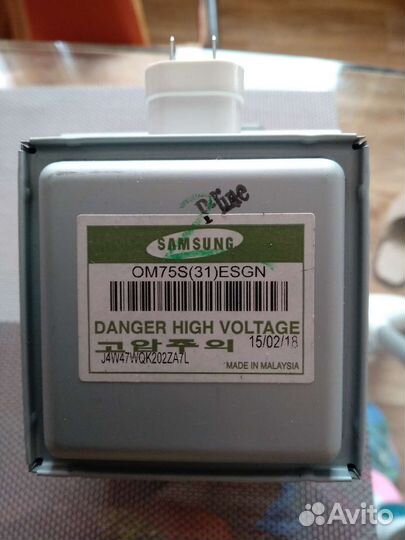 P line
SAMSUNG
OM75S(31)ESGN
DANGER HIGH VOLTAGE
고압주의 15/02/18
J4W47WQK202ZA7L
MADE IN MALAYSIA
Avito